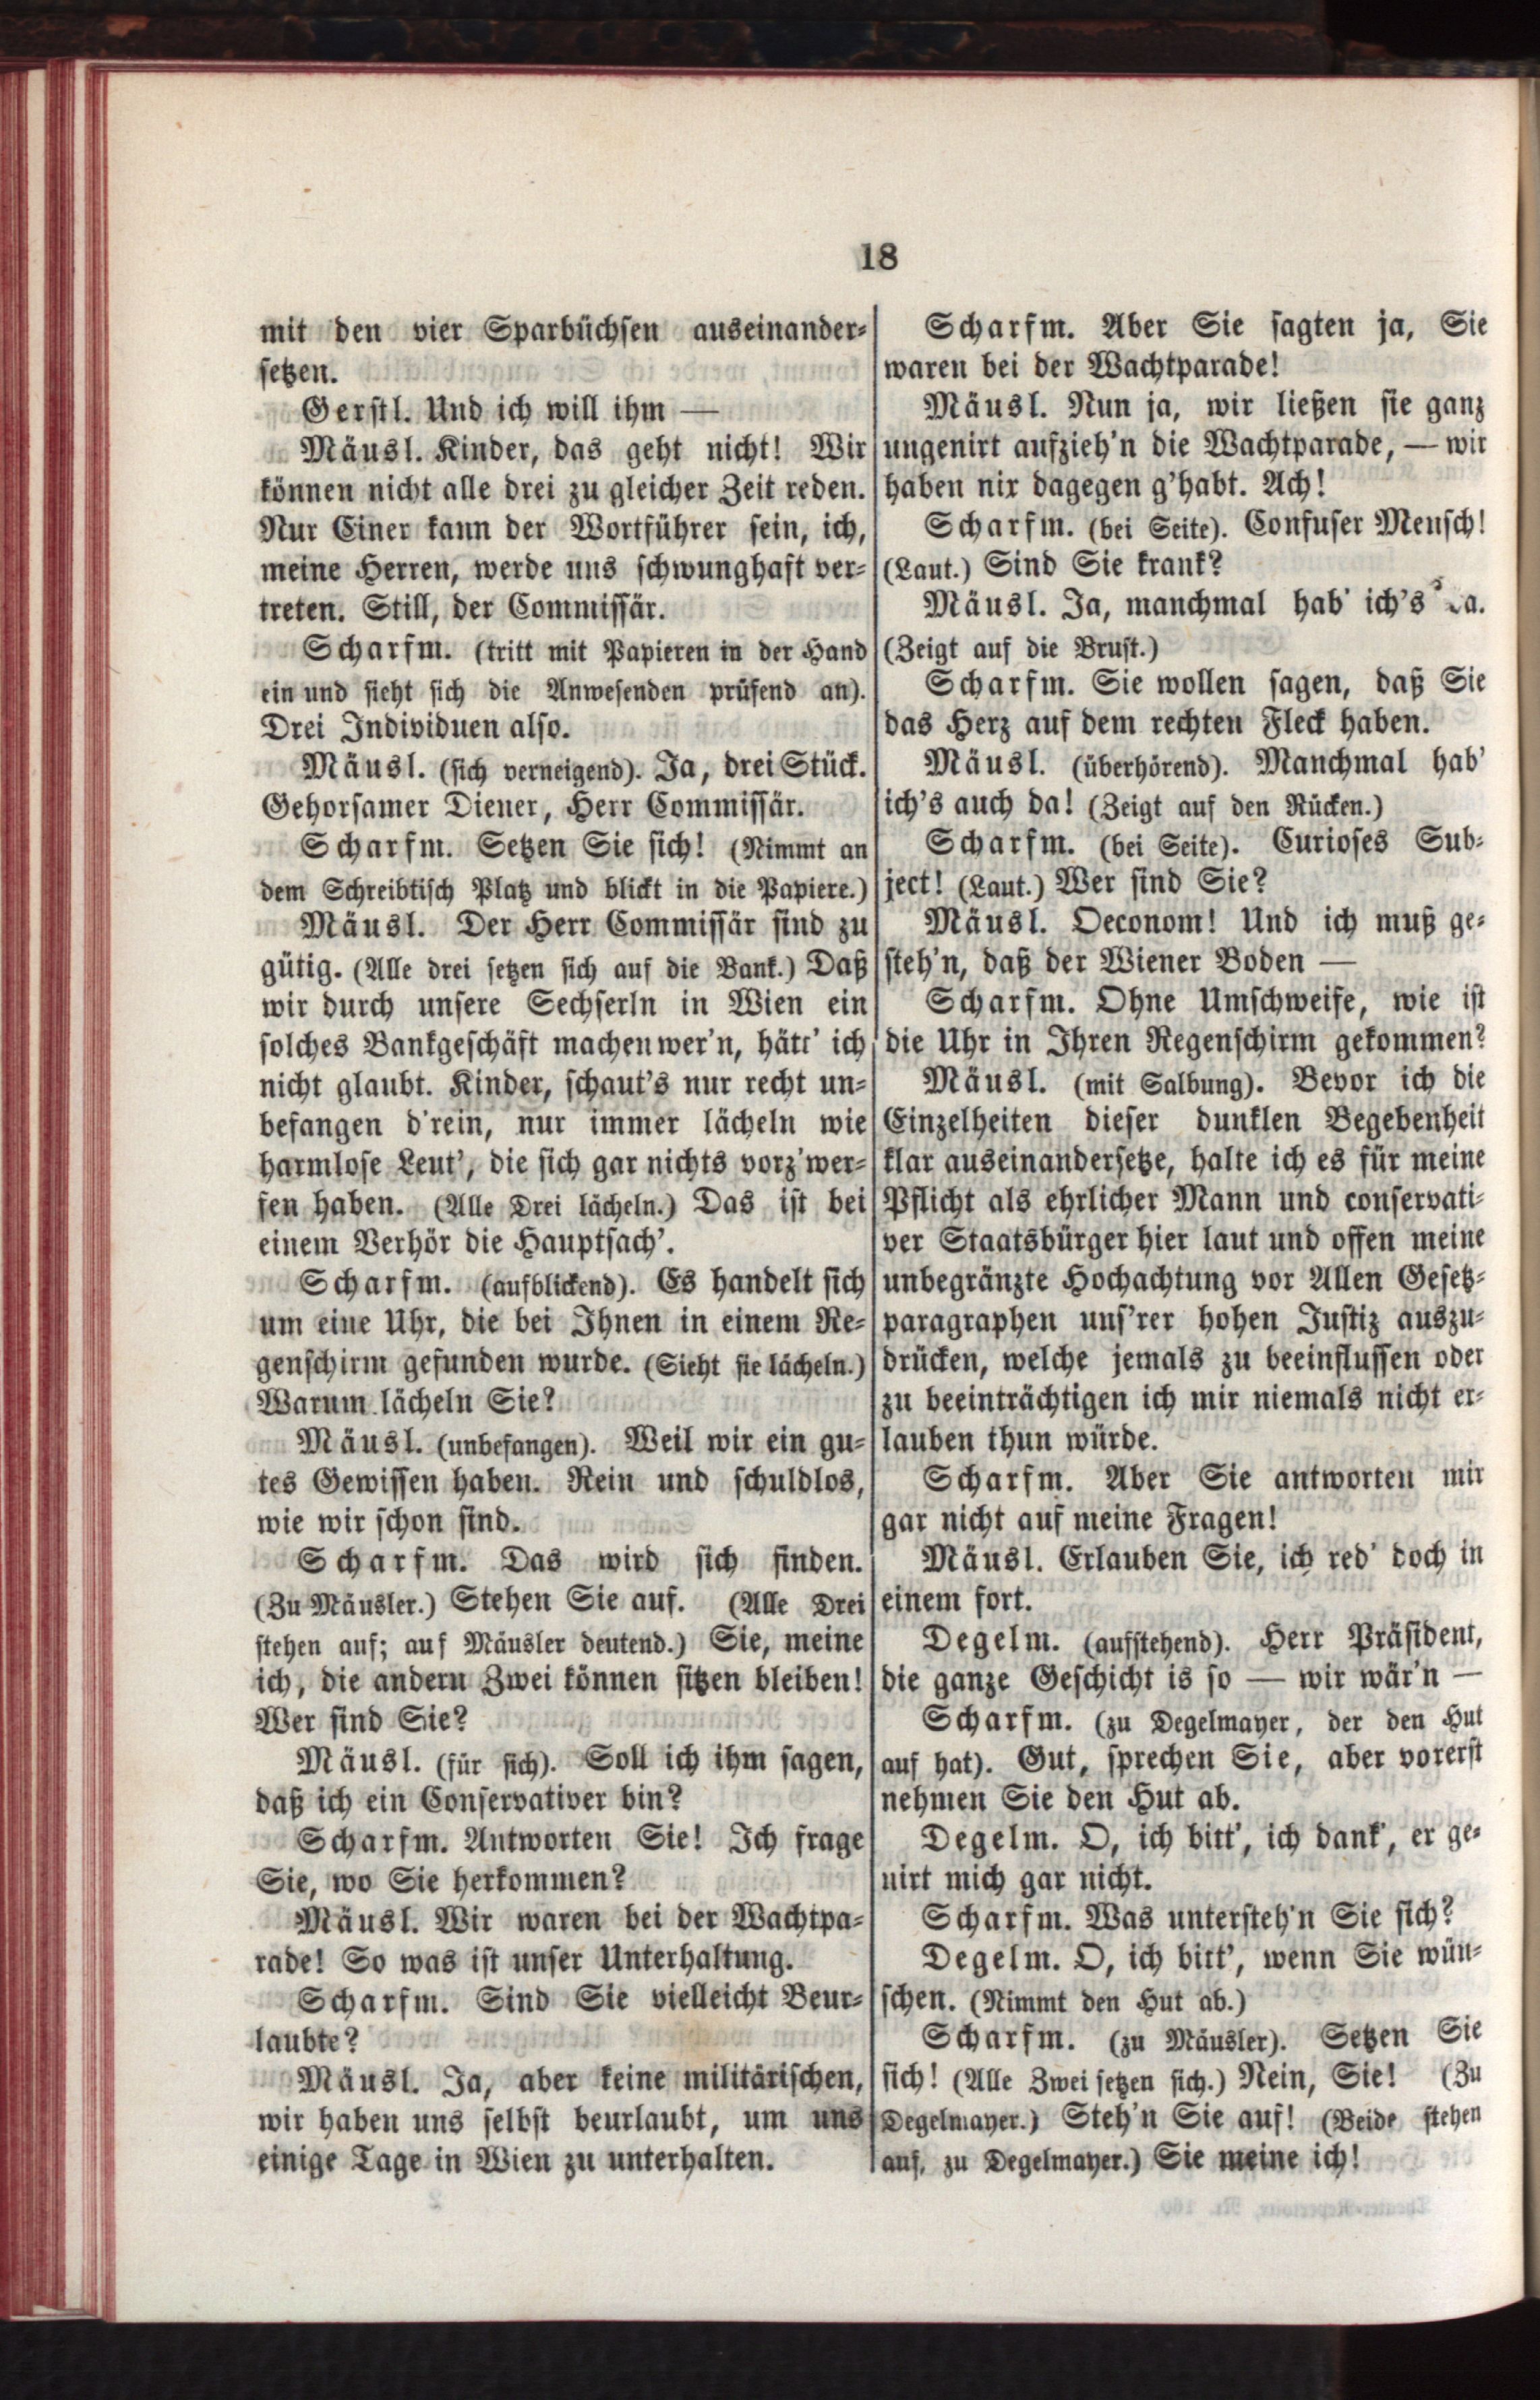 18
mit den vier Sparbüchsen auseinander-
setzen.
Gerstl. Und ich will ihm —
Mäusl. Kinder, das geht nicht! Wir
können nicht alle drei zu gleicher Zeit reden.
Nur Einer kann der Wortführer sein, ich,
meine Herren, werde uns schwunghaft ver-
treten. Still, der Commissär.
Scharfm. (tritt mit Papieren in der Hand
ein und sieht sich die Anwesenden prüfend an).
Drei Individuen also.
Mäusl. (sich verneigend). Ja, drei Stück.
Gehorsamer Diener, Herr Commissär.
Scharfm. Setzen Sie sich! (Nimmt an
dem Schreibtisch Platz und blickt in die Papiere.)
Mäusl. Der Herr Commissär sind zu
gütig. (Alle drei setzen sich auf die Bank.) Daß
wir durch unsere Sechserln in Wien ein
solches Bankgeschäft machen wer'n, hätt' ich
nicht glaubt. Kinder, schaut's nur recht un-
befangen d'rein, nur immer lächeln wie
harmlose Leut', die sich gar nichts vorz'wer-
fen haben. (Alle Drei lächeln.) Das ist bei
einem Verhör die Hauptsach'.
Scharfm. (aufblickend). Es handelt sich
um eine Uhr, die bei Ihnen in einem Re-
genschirm gefunden wurde. (Sieht sie lächeln.)
Warum lächeln Sie?
Mäusl. (unbefangen). Weil wir ein gu-
tes Gewissen haben. Rein und schuldlos,
wie wir schon sind.
Scharfm. Das wird sich finden.
(Zu Mäusler.) Stehen Sie auf. (Alle Drei
stehen auf; auf Mäusler deutend.) Sie, meine
ich, die andern Zwei können sitzen bleiben!
Wer sind Sie?
Mäusl. (für sich). Soll ich ihm sagen,
daß ich ein Conservativer bin?
Scharfm. Antworten Sie! Ich frage
Sie, wo Sie herkommen?
Mäusl. Wir waren bei der Wachtpa-
rade! So was ist unser Unterhaltung.
Scharfm. Sind Sie vielleicht Beur-
laubte?
Mäusl. Ja, aber keine militärischen,
wir haben uns selbst beurlaubt, um uns
einige Tage in Wien zu unterhalten.
Scharfm. Aber Sie sagten ja, Sie
waren bei der Wachtparade!
Mäusl. Nun ja, wir ließen sie ganz
ungenirt aufzieh'n die Wachtparade, — wir
haben nix dagegen g'habt. Ach!
Scharfm. (bei Seite). Confuser Mensch!
(Laut.) Sind Sie krank?
Mäusl. Ja, manchmal hab' ich's
(Zeigt auf die Brust.)
Scharfm. Sie wollen sagen, daß Sie
das Herz auf dem rechten Fleck haben.
Mäusl. (überhörend). Manchmal hab'
ich's auch da! (Zeigt auf den Rücken.)
Scharfm. (bei Seite). Curioses Sub-
ject! (Laut.) Wer sind Sie?
Mäusl. Oeconom! Und ich muß ge-
steh'n, daß der Wiener Boden —
Scharfm. Ohne Umschweife, wie ist
die Uhr in Ihren Regenschirm gekommen?
Mäusl. (mit Salbung). Bevor ich die
Einzelheiten dieser dunklen Begebenheit
klar auseinandersetze, halte ich es für meine
Pflicht als ehrlicher Mann und conservati-
ver Staatsbürger hier laut und offen meine
unbegränzte Hochachtung vor Allen Gesetz-
paragraphen uns'rer hohen Justiz auszu-
drücken, welche jemals zu beeinflussen oder
zu beeinträchtigen ich mir niemals nicht er-
lauben thun würde.
Scharfm. Aber Sie antworten mir
gar nicht auf meine Fragen!
Mäusl. Erlauben Sie, ich red' doch in
einem fort.
Degelm. (aufstehend). Herr Präsident,
die ganze Geschicht is so — wir wär'n —
Scharfm. (zu Degelmayer, der den Hut
auf hat). Gut, sprechen Sie, aber vorerst
nehmen Sie den Hut ab.
Degelm. O, ich bitt', ich dank', er ge-
nirt mich gar nicht.
Scharfm. Was untersteh'n Sie sich?
Degelm. O, ich bitt', wenn Sie wün-
schen. (Nimmt den Hut ab.)
Scharfm. (zu Mäusler). Setzen Sie
sich! (Alle Zwei setzen sich.) Nein, Sie! (Zu
Degelmayer.) Steh'n Sie auf! (Beide stehen
auf, zu Degelmayer.) Sie meine ich!